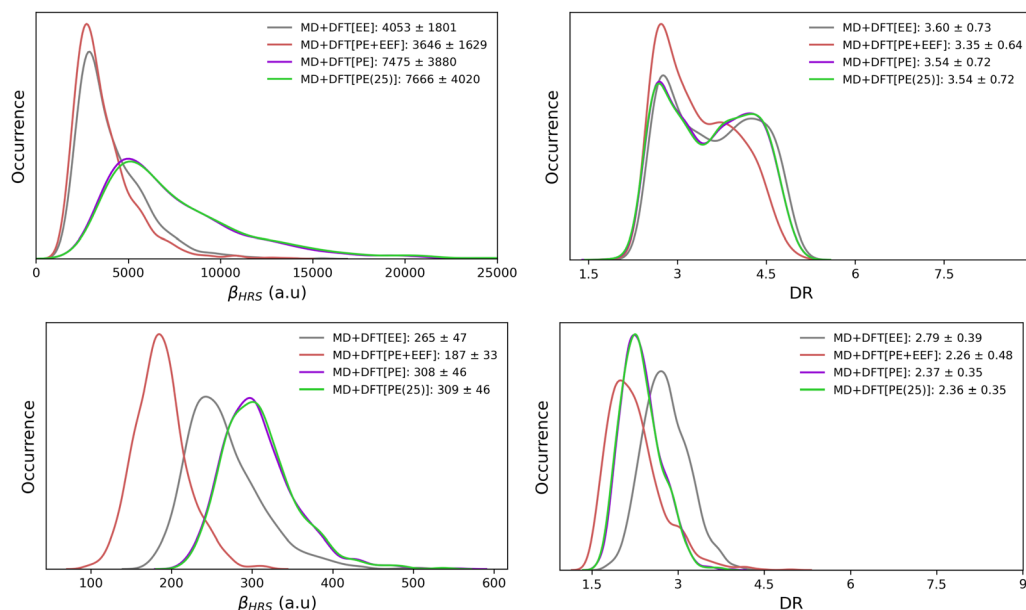 MD+DFT[EE]: 4053 ± 1801
MD+DFT[PE+EEF]: 3646 ± 1629
MD+DFT[PE]: 7475 ± 3880
MD+DFT[PE(25)]: 7666 ± 4020
Occurrence
0 5000 10000 15000 20000 25000
β_HRS (a.u)
MD+DFT[EE]: 3.60 ± 0.73
MD+DFT[PE+EEF]: 3.35 ± 0.64
MD+DFT[PE]: 3.54 ± 0.72
MD+DFT[PE(25)]: 3.54 ± 0.72
Occurrence
1.5 3 4.5 6 7.5
DR
MD+DFT[EE]: 265 ± 47
MD+DFT[PE+EEF]: 187 ± 33
MD+DFT[PE]: 308 ± 46
MD+DFT[PE(25)]: 309 ± 46
Occurrence
100 200 300 400 500 600
β_HRS (a.u)
MD+DFT[EE]: 2.79 ± 0.39
MD+DFT[PE+EEF]: 2.26 ± 0.48
MD+DFT[PE]: 2.37 ± 0.35
MD+DFT[PE(25)]: 2.36 ± 0.35
Occurrence
1.5 3 4.5 6 7.5 9
DR